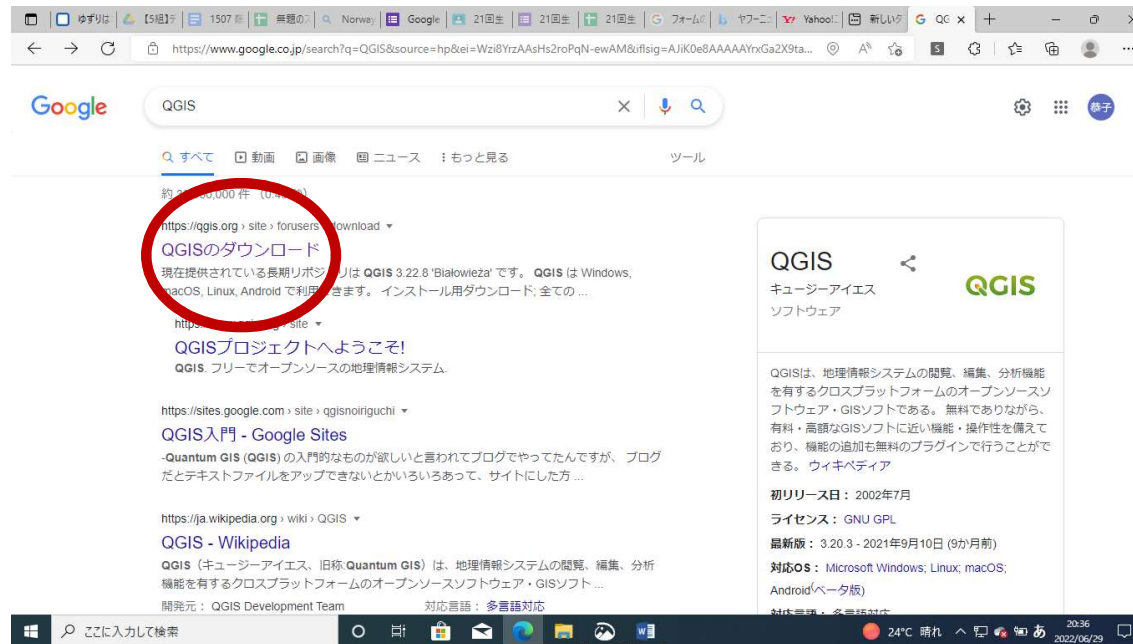 ゆずりは
【5組】
1507
無題の
Norway
Google
21回生
21回生
21回生
フォーム
ヤフーニ
Yahoo!
新しいタ
QG
https://www.google.co.jp/search?q=QGIS&source=hp&ei=Wzi8YrzAAsHs2roPqN-ewAM&iflsig=AJiK0e8AAAAAYrxGa2X9ta...
Google
QGIS
恭子
すべて 動画 画像 ニュース もっと見る ツール
約 000 件
https://qgis.org › site › forusers download
QGISのダウンロード
現在提供されている長期リポジトリは QGIS 3.22.8 'Białowieża' です。 QGIS は Windows,
macOS, Linux, Android で利用できます。 インストール用ダウンロード; 全ての ...
site
QGISプロジェクトへようこそ!
QGIS. フリーでオープンソースの地理情報システム.
https://sites.google.com › site › qgisnoiriguchi
QGIS入門 - Google Sites
-Quantum GIS (QGIS) の入門的なものが欲しいと言われてブログでやってたんですが、 ブログ
だとテキストファイルをアップできないとかいろいろあって、サイトにした方 ...
https://ja.wikipedia.org › wiki › QGIS
QGIS - Wikipedia
QGIS（キュージーアイエス、旧称:Quantum GIS）は、地理情報システムの閲覧、編集、分析
機能を有するクロスプラットフォームのオープンソースソフトウェア・GISソフト ...
開発元： QGIS Development Team 対応言語： 多言語対応
QGIS
キュージーアイエス
ソフトウェア
QGIS
QGISは、地理情報システムの閲覧、編集、分析機能
を有するクロスプラットフォームのオープンソースソ
フトウェア・GISソフトである。 無料でありながら、
有料・高額なGISソフトに近い機能・操作性を備えて
おり、機能の追加も無料のプラグインで行うことがで
きる。 ウィキペディア
初リリース日： 2002年7月
ライセンス： GNU GPL
最新版： 3.20.3 - 2021年9月10日 (9か月前)
対応OS： Microsoft Windows; Linux; macOS;
Android(ベータ版)
対応言語： 多言語対応
ここに入力して検索
24°C 晴れ
あ
20:36
2022/06/29